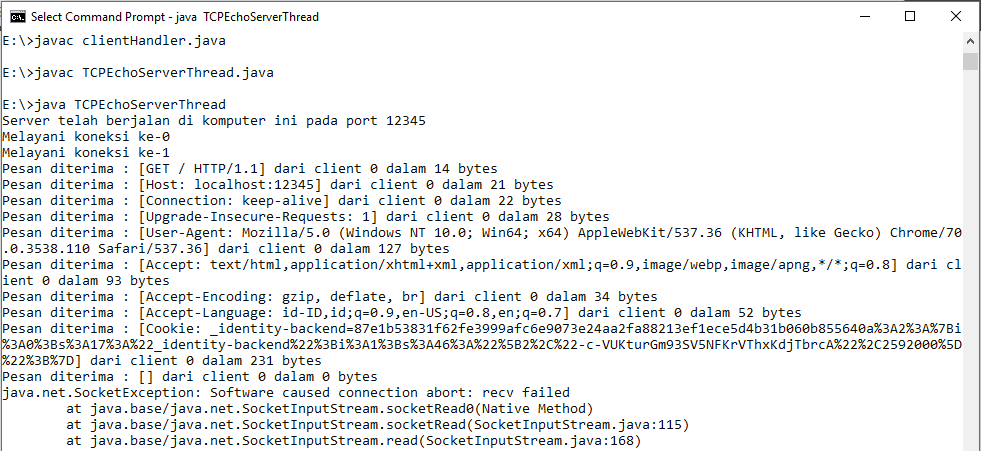 Select Command Prompt - java  TCPEchoServerThread
E:\>javac clientHandler.java
E:\>javac TCPEchoServerThread.java
E:\>java TCPEchoServerThread
Server telah berjalan di komputer ini pada port 12345
Melayani koneksi ke-0
Melayani koneksi ke-1
Pesan diterima : [GET / HTTP/1.1] dari client 0 dalam 14 bytes
Pesan diterima : [Host: localhost:12345] dari client 0 dalam 21 bytes
Pesan diterima : [Connection: keep-alive] dari client 0 dalam 22 bytes
Pesan diterima : [Upgrade-Insecure-Requests: 1] dari client 0 dalam 28 bytes
Pesan diterima : [User-Agent: Mozilla/5.0 (Windows NT 10.0; Win64; x64) AppleWebKit/537.36 (KHTML, like Gecko) Chrome/70
.0.3538.110 Safari/537.36] dari client 0 dalam 127 bytes
Pesan diterima : [Accept: text/html,application/xhtml+xml,application/xml;q=0.9,image/webp,image/apng,*/*;q=0.8] dari cl
ient 0 dalam 93 bytes
Pesan diterima : [Accept-Encoding: gzip, deflate, br] dari client 0 dalam 34 bytes
Pesan diterima : [Accept-Language: id-ID,id;q=0.9,en-US;q=0.8,en;q=0.7] dari client 0 dalam 52 bytes
Pesan diterima : [Cookie: _identity-backend=87e1b53831f62fe3999afc6e9073e24aa2fa88213ef1ece5d4b31b060b855640a%3A2%3A%7Bi
%3A0%3Bs%3A17%3A%22_identity-backend%22%3Bi%3A1%3Bs%3A46%3A%22%5B2%2C%22-c-VUKturGm93SV5NFKrVThxKdjTbrcA%22%2C2592000%5D
%22%3B%7D] dari client 0 dalam 231 bytes
Pesan diterima : [] dari client 0 dalam 0 bytes
java.net.SocketException: Software caused connection abort: recv failed
at java.base/java.net.SocketInputStream.socketRead0(Native Method)
at java.base/java.net.SocketInputStream.socketRead(SocketInputStream.java:115)
at java.base/java.net.SocketInputStream.read(SocketInputStream.java:168)